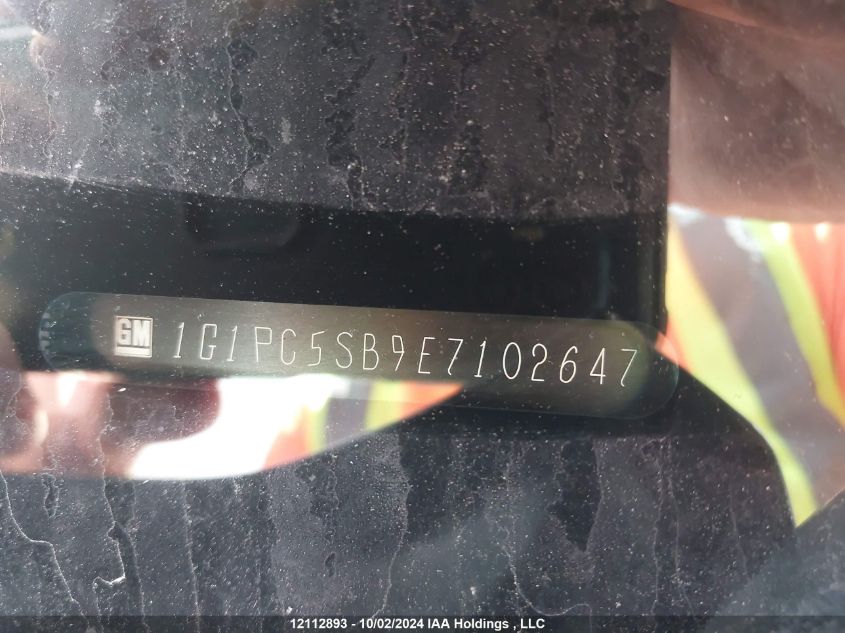 GM 1G1PC5SB9E7102647
12112893 - 10/02/2024 IAA Holdings , LLC